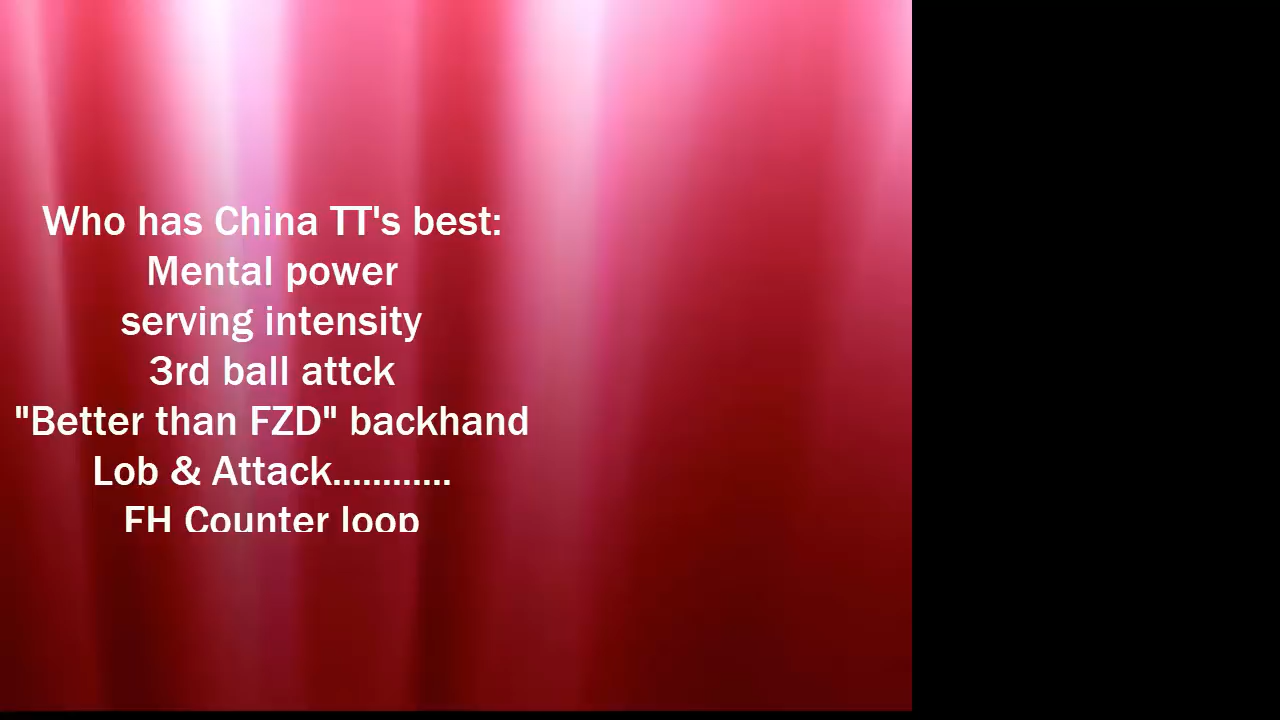 Who has China TT's best:
Mental power
serving intensity
3rd ball attck
"Better than FZD" backhand
Lob & Attack............
FH Counter loop